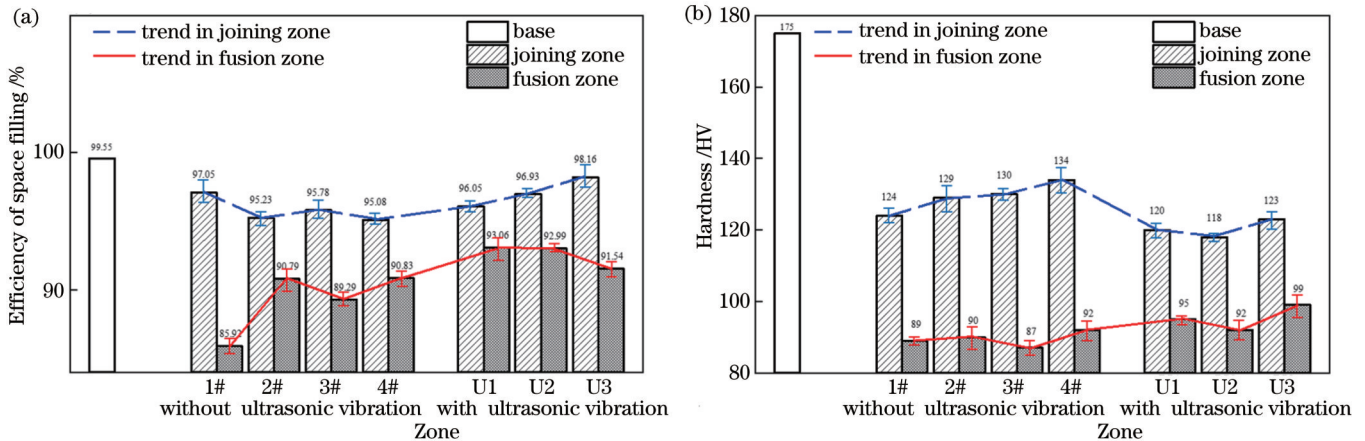 (a)
trend in joining zone
trend in fusion zone
base
joining zone
fusion zone
Efficiency of space filling /%
100
90
99.55
97.05
95.23
95.78
95.08
96.05
96.93
98.16
85.92
90.79
89.29
90.83
93.06
92.99
91.54
1# 2# 3# 4# U1 U2 U3
without ultrasonic vibration with ultrasonic vibration
Zone
(b)
trend in joining zone
trend in fusion zone
base
joining zone
fusion zone
Hardness /HV
180
160
140
120
100
80
175
124
129
130
134
120
118
123
89
90
87
92
95
92
99
1# 2# 3# 4# U1 U2 U3
without ultrasonic vibration with ultrasonic vibration
Zone